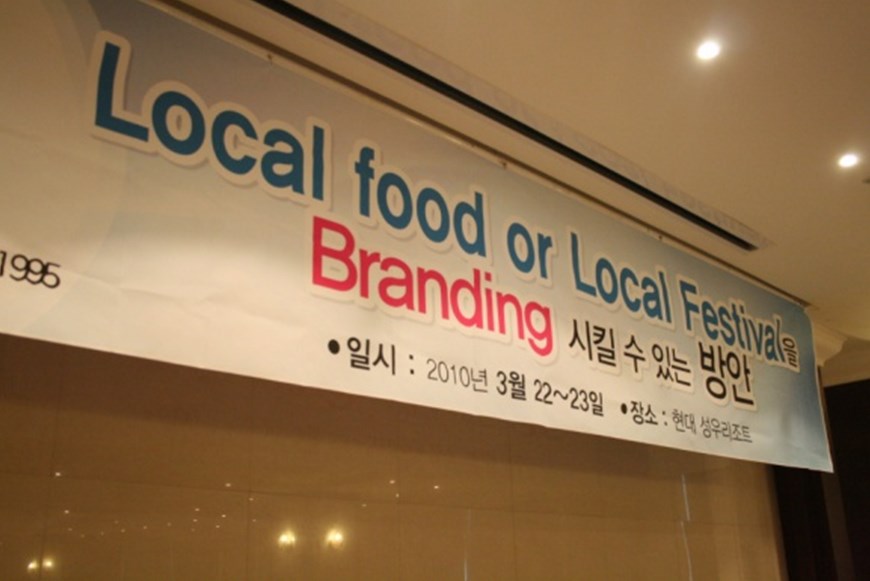 Local food or Local Festival을
Branding 시킬 수 있는 방안
•일시 : 2010년 3월 22~23일 •장소 : 현대 성우리조트
1995